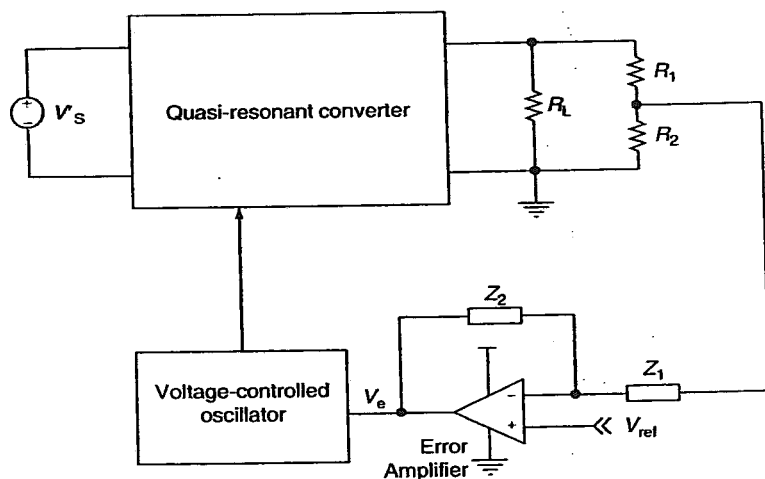 Quasi-resonant converter
+
−
V'S
RL
R1
R2
Z2
Z1
Voltage-controlled
oscillator
Ve
−
+
Vref
Error
Amplifier